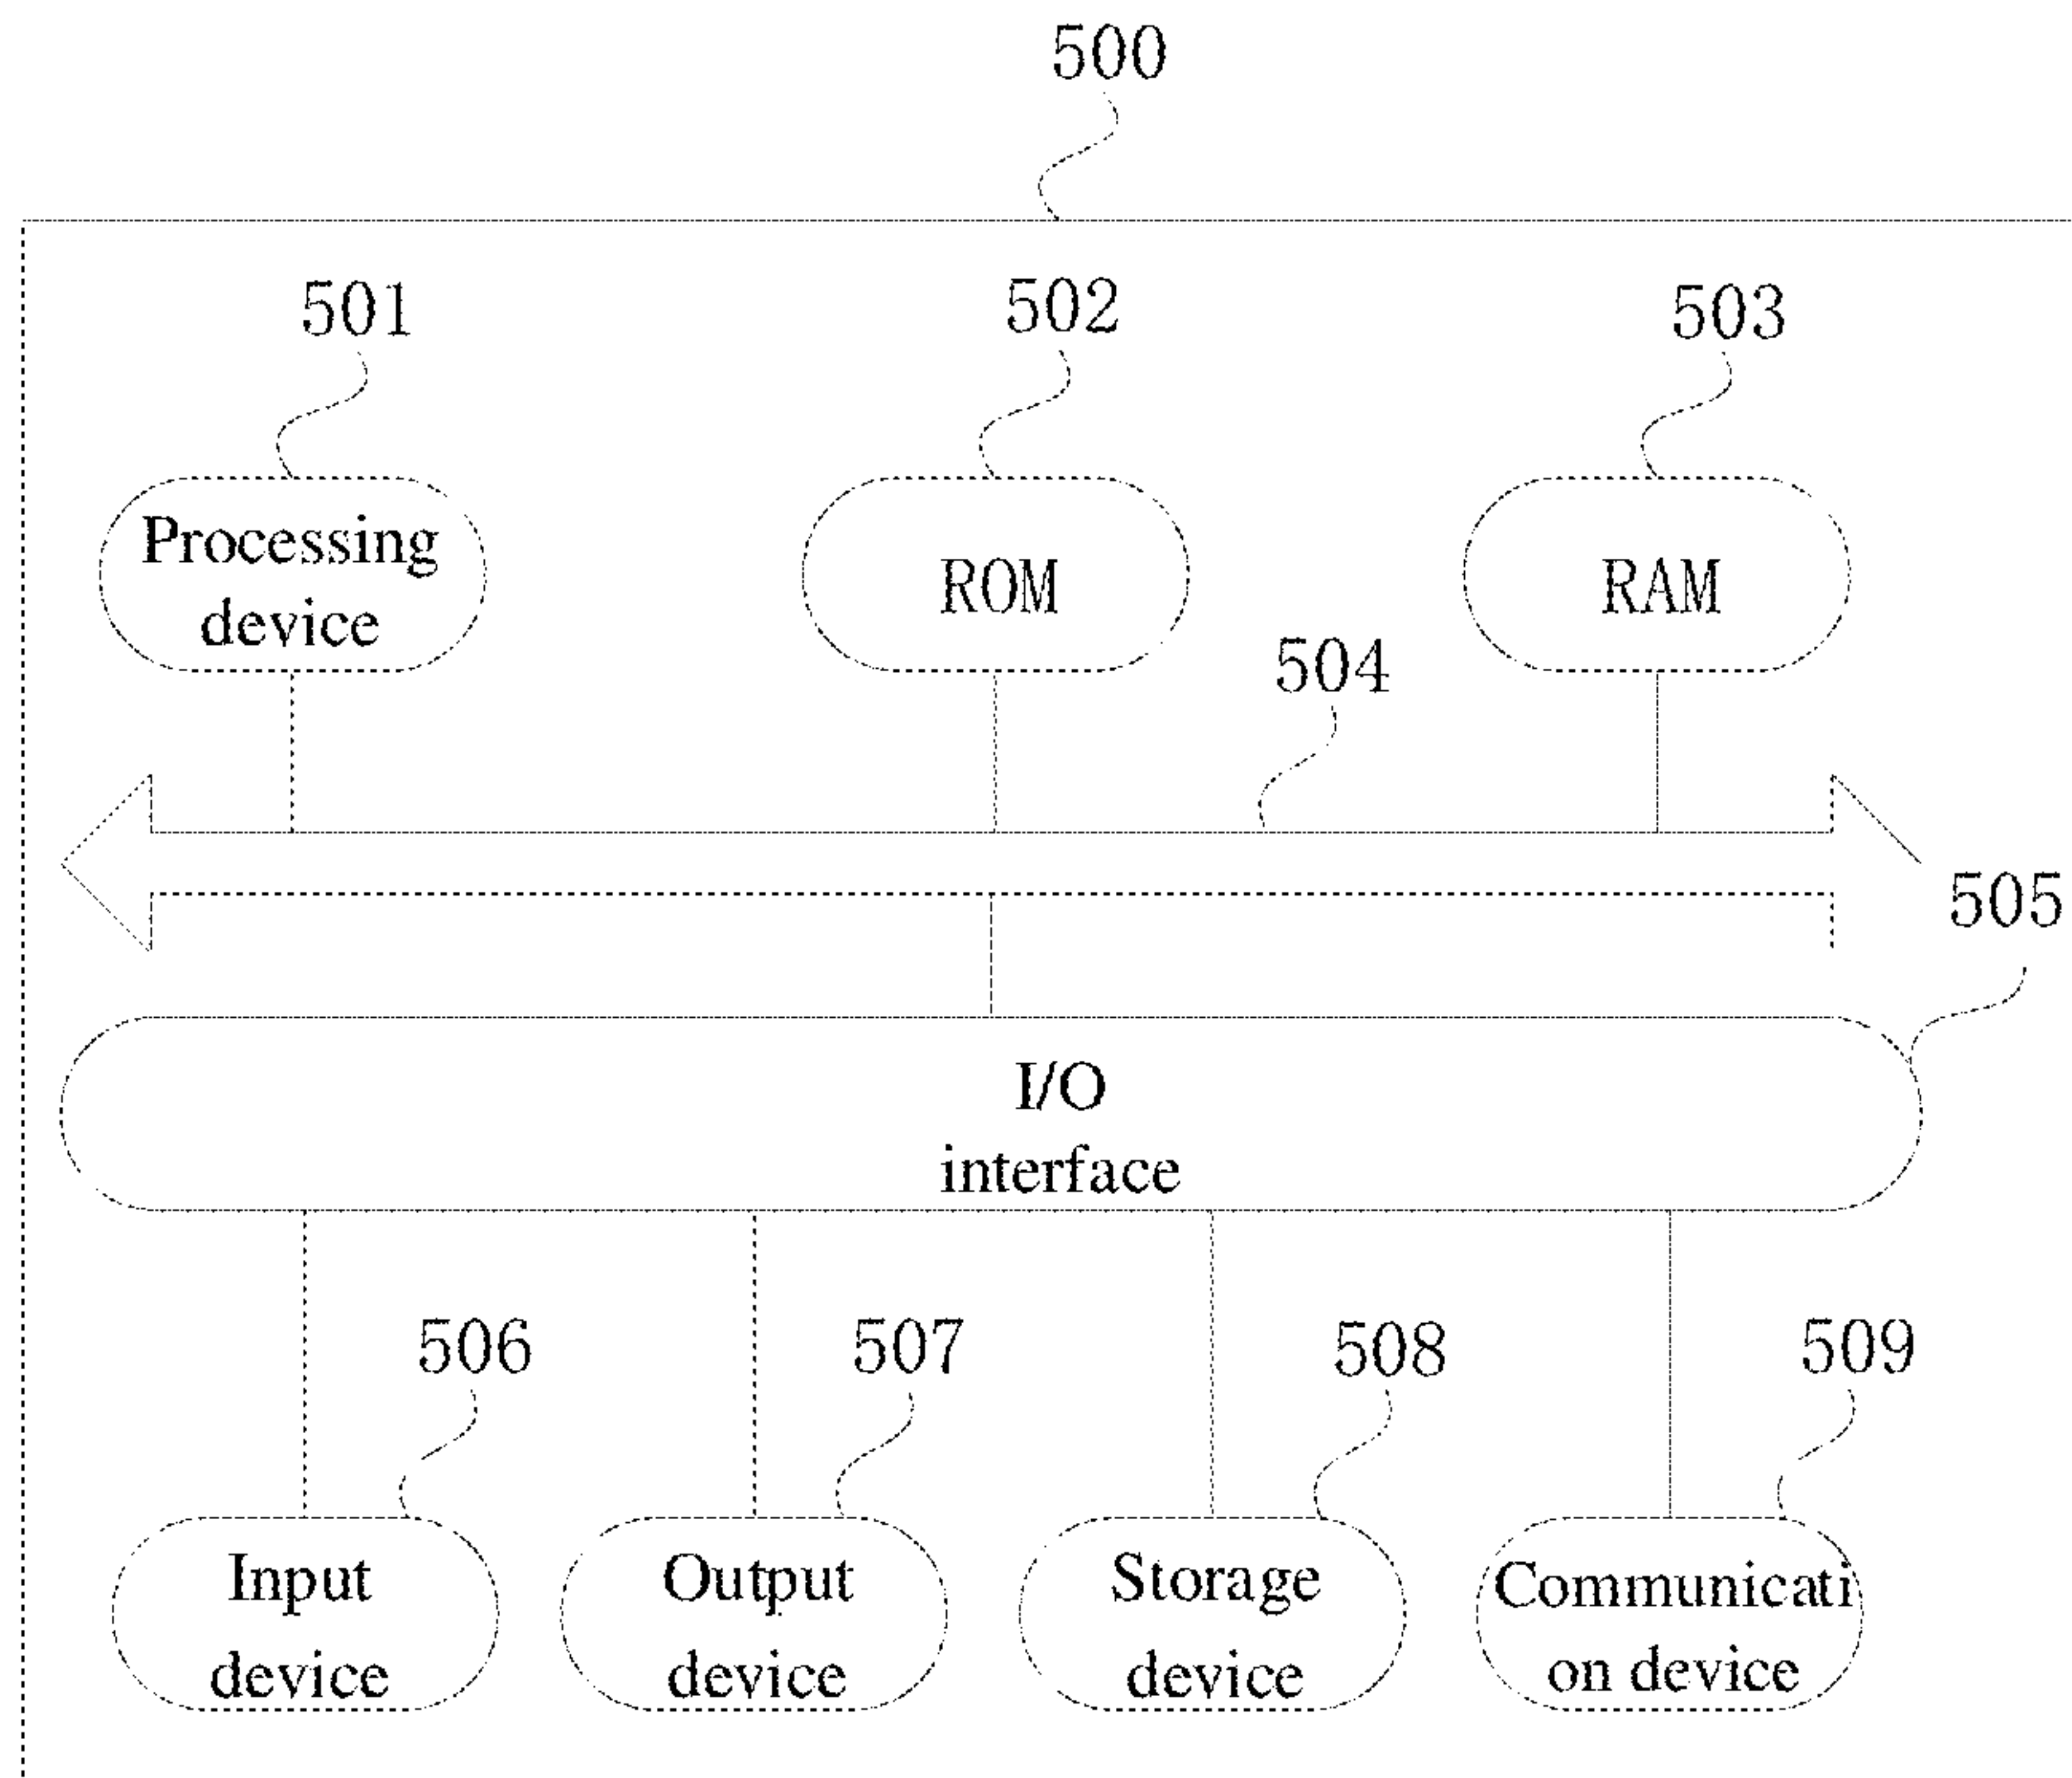 500
501
502
503
Processing
device
ROM
RAM
504
505
I/O
interface
506
507
508
509
Input
device
Output
device
Storage
device
Communicati
on device